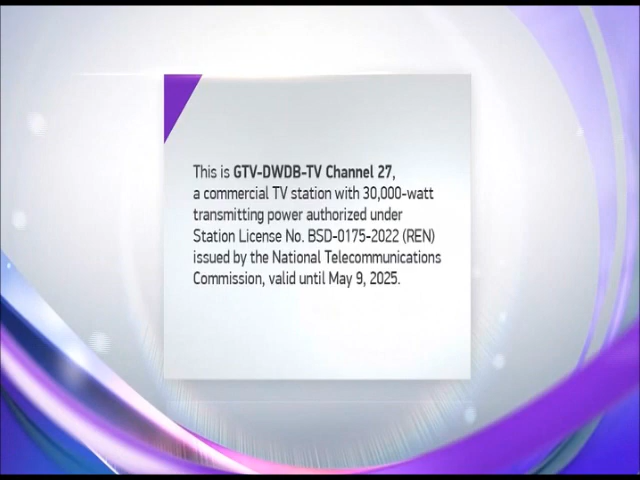 This is GTV-DWDB-TV Channel 27,
a commercial TV station with 30,000-watt
transmitting power authorized under
Station License No. BSD-0175-2022 (REN)
issued by the National Telecommunications
Commission, valid until May 9, 2025.